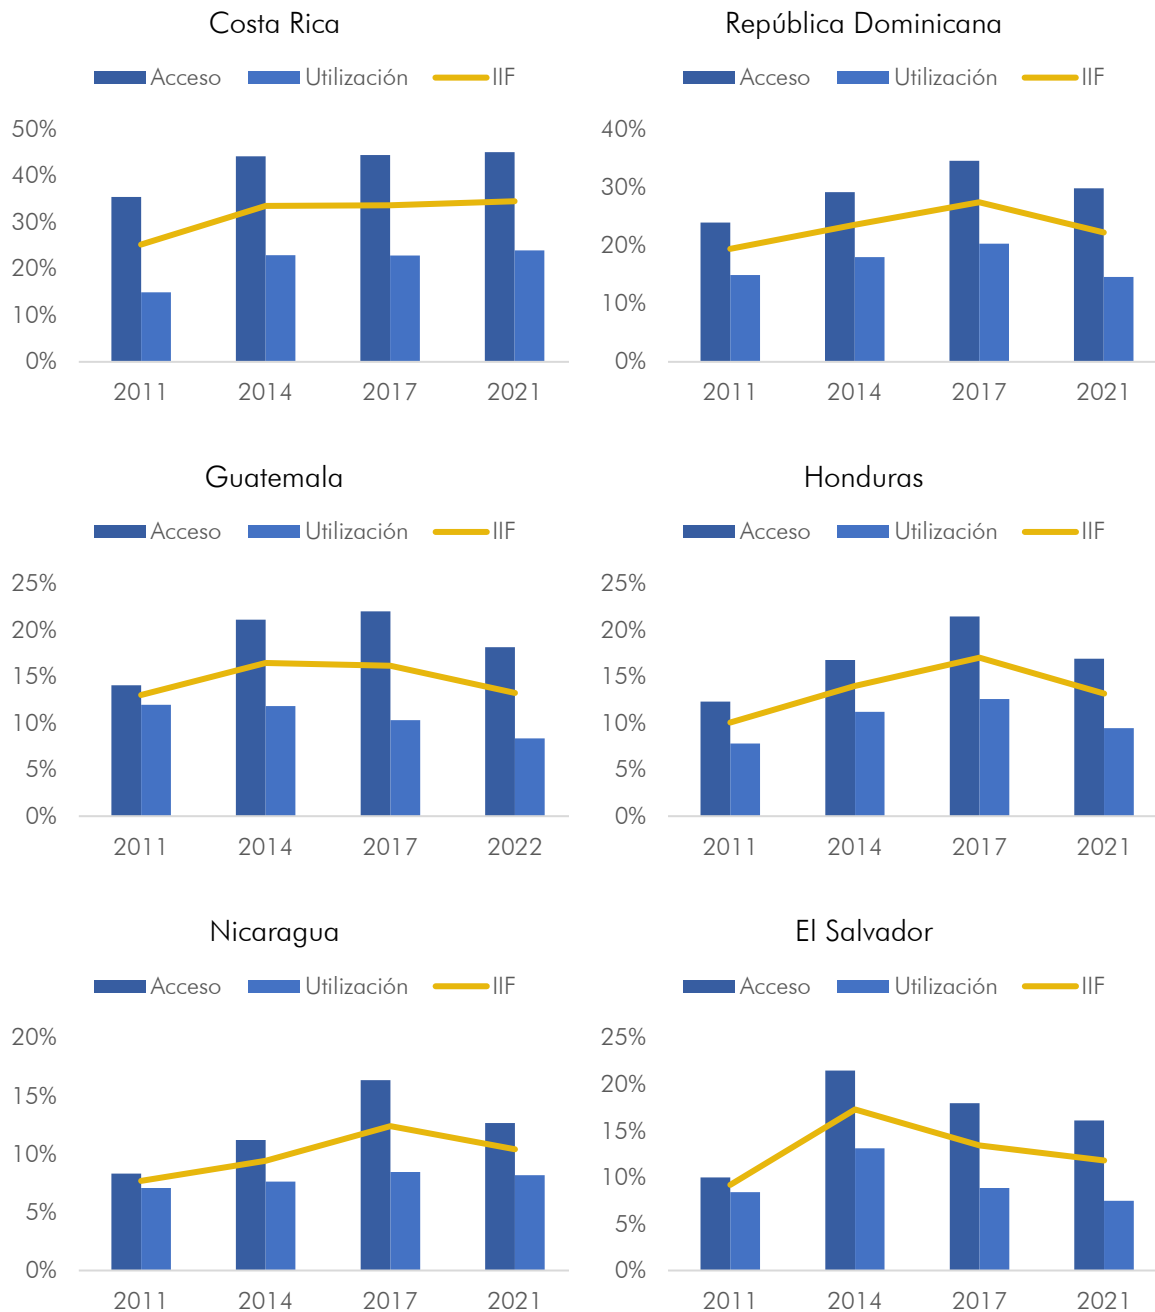 Costa Rica
Acceso Utilización IIF
50%
40%
30%
20%
10%
0%
2011 2014 2017 2021
República Dominicana
Acceso Utilización IIF
40%
30%
20%
10%
0%
2011 2014 2017 2021
Guatemala
Acceso Utilización IIF
25%
20%
15%
10%
5%
0%
2011 2014 2017 2022
Honduras
Acceso Utilización IIF
25%
20%
15%
10%
5%
0%
2011 2014 2017 2021
Nicaragua
Acceso Utilización IIF
20%
15%
10%
5%
0%
2011 2014 2017 2021
El Salvador
Acceso Utilización IIF
25%
20%
15%
10%
5%
0%
2011 2014 2017 2021